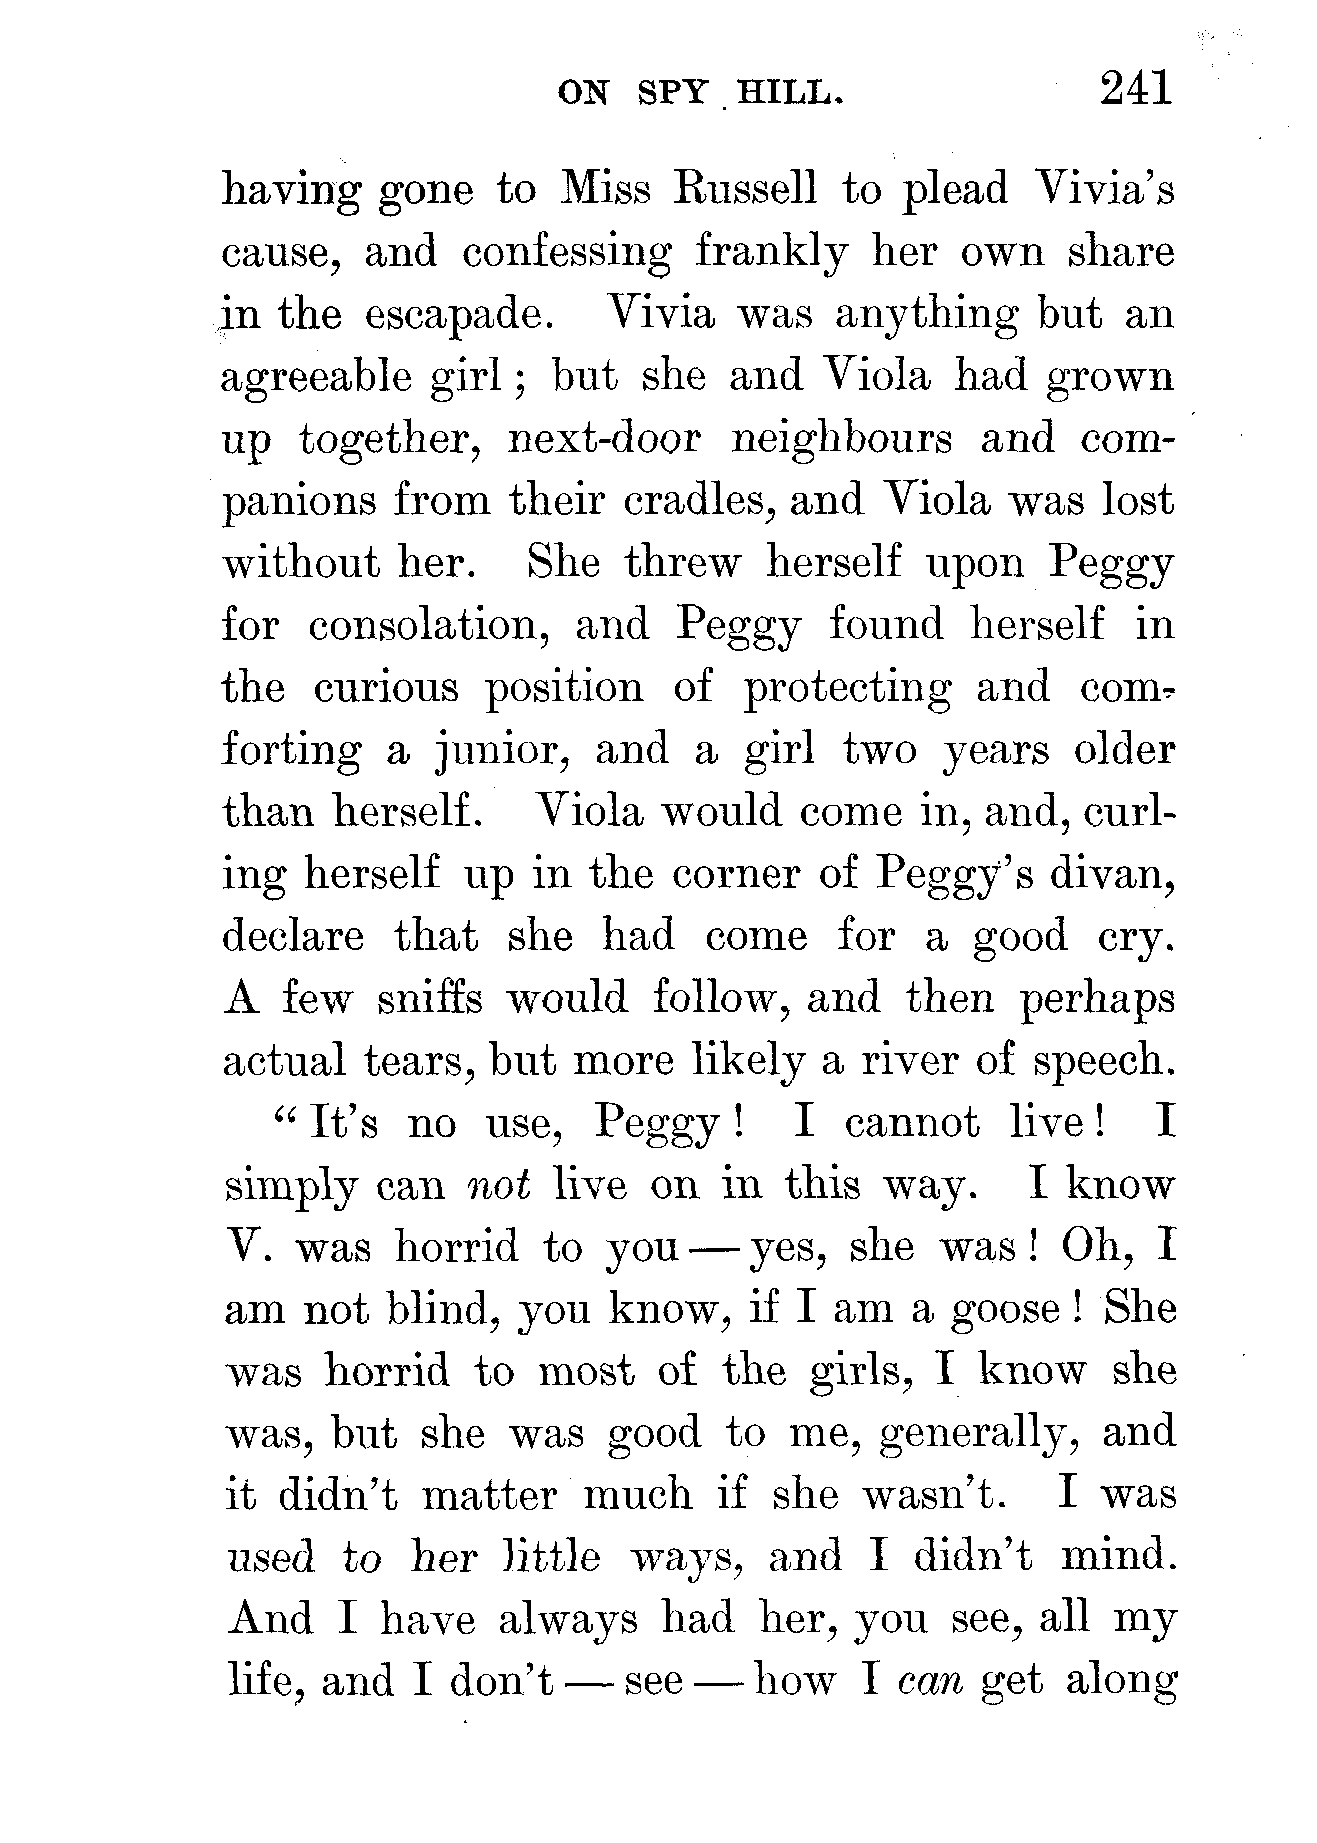 ON SPY HILL. 241
having gone to Miss Russell to plead Vivia's
cause, and confessing frankly her own share
in the escapade. Vivia was anything but an
agreeable girl; but she and Viola had grown
up together, next-door neighbours and com-
panions from their cradles, and Viola was lost
without her. She threw herself upon Peggy
for consolation, and Peggy found herself in
the curious position of protecting and com-
forting a junior, and a girl two years older
than herself. Viola would come in, and, curl-
ing herself up in the corner of Peggy's divan,
declare that she had come for a good cry.
A few sniffs would follow, and then perhaps
actual tears, but more likely a river of speech.
"It's no use, Peggy! I cannot live! I
simply can not live on in this way. I know
V. was horrid to you — yes, she was! Oh, I
am not blind, you know, if I am a goose! She
was horrid to most of the girls, I know she
was, but she was good to me, generally, and
it didn't matter much if she wasn't. I was
used to her little ways, and I didn't mind.
And I have always had her, you see, all my
life, and I don't — see — how I can get along